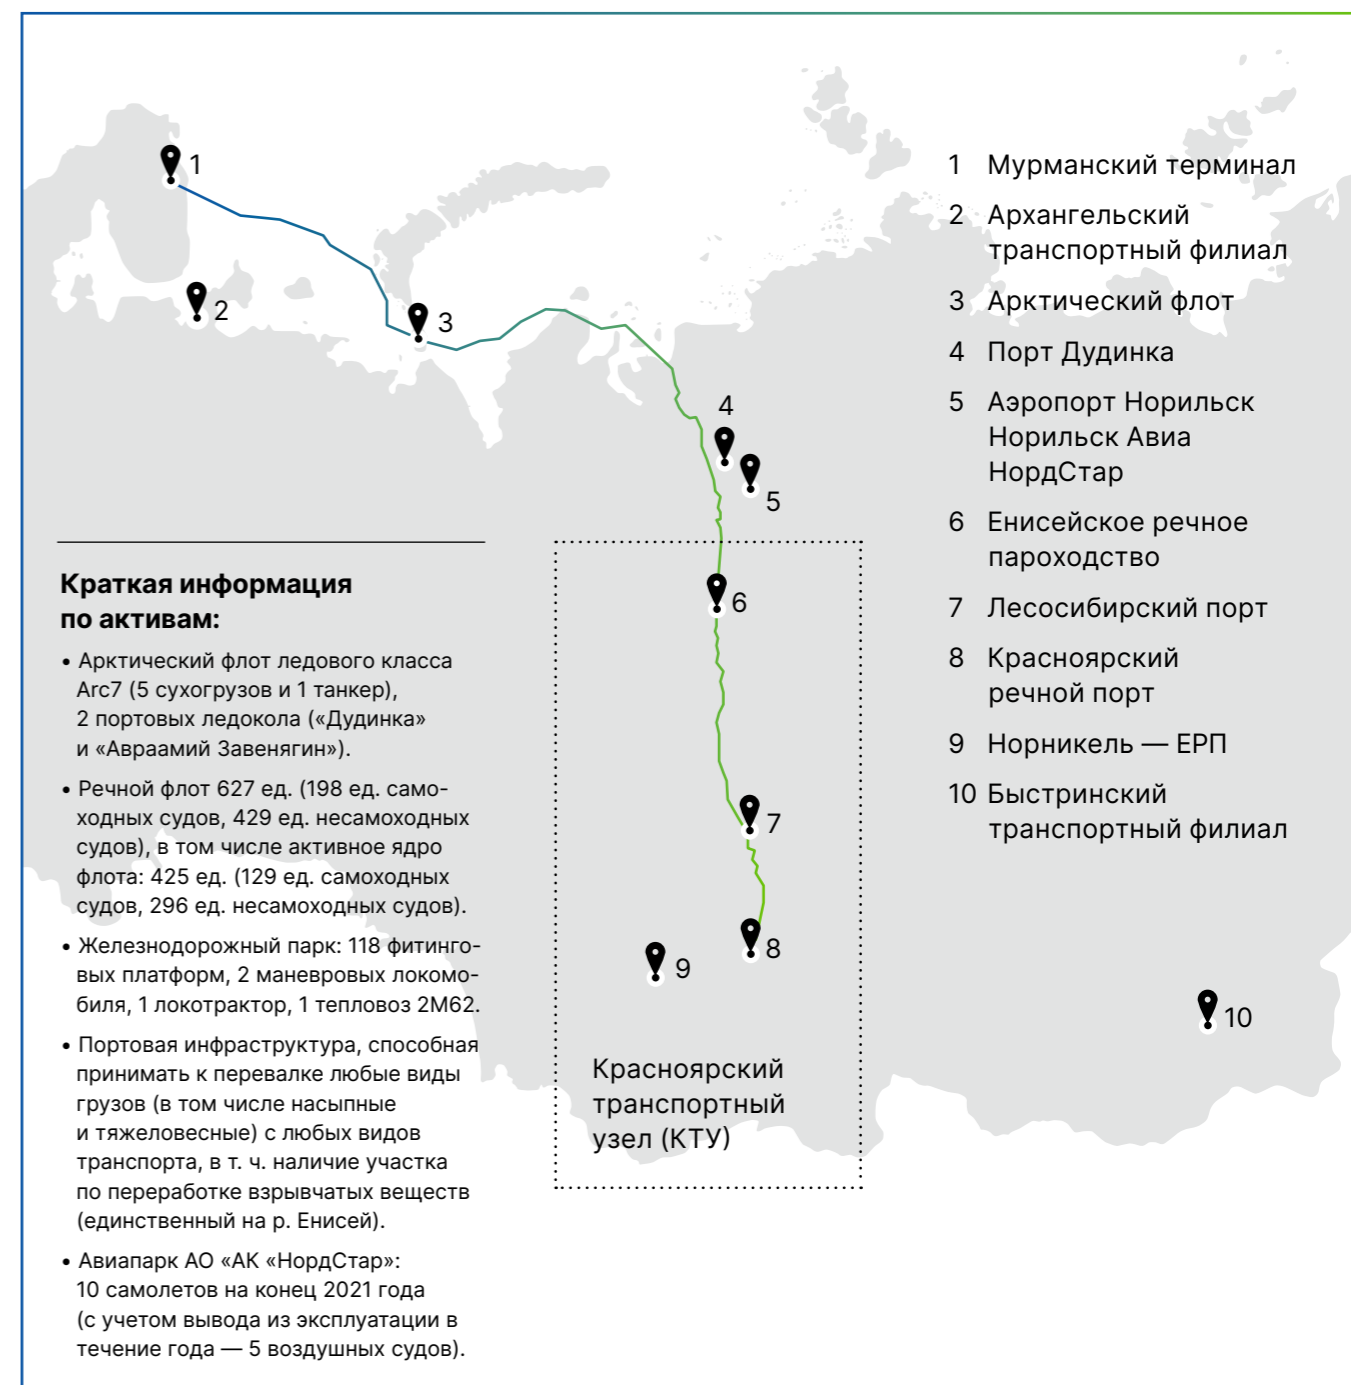 1
2
3
4
5
6
7
8
9
10
Красноярский
транспортный
узел (КТУ)
1 Мурманский терминал
2 Архангельский
транспортный филиал
3 Арктический флот
4 Порт Дудинка
5 Аэропорт Норильск
Норильск Авиа
НордСтар
6 Енисейское речное
пароходство
7 Лесосибирский порт
8 Красноярский
речной порт
9 Норникель — ЕРП
10 Быстринский
транспортный филиал
Краткая информация
по активам:
• Арктический флот ледового класса
Arc7 (5 сухогрузов и 1 танкер),
2 портовых ледокола («Дудинка»
и «Авраамий Завенягин»).
• Речной флот 627 ед. (198 ед. само-
ходных судов, 429 ед. несамоходных
судов), в том числе активное ядро
флота: 425 ед. (129 ед. самоходных
судов, 296 ед. несамоходных судов).
• Железнодорожный парк: 118 фитинго-
вых платформ, 2 маневровых локомо-
биля, 1 локотрактор, 1 тепловоз 2М62.
• Портовая инфраструктура, способная
принимать к перевалке любые виды
грузов (в том числе насыпные
и тяжеловесные) с любых видов
транспорта, в т. ч. наличие участка
по переработке взрывчатых веществ
(единственный на р. Енисей).
• Авиапарк АО «АК «НордСтар»:
10 самолетов на конец 2021 года
(с учетом вывода из эксплуатации в
течение года — 5 воздушных судов).